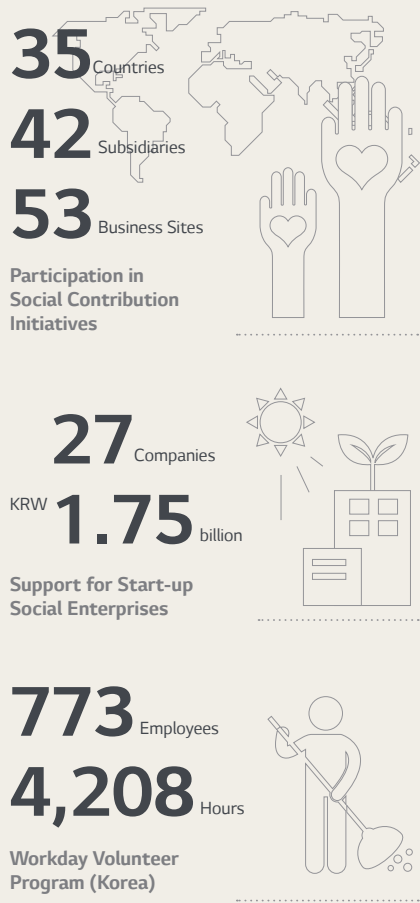 35 Countries
42 Subsidiaries
53 Business Sites
Participation in
Social Contribution
Initiatives
27 Companies
KRW 1.75 billion
Support for Start-up
Social Enterprises
773 Employees
4,208 Hours
Workday Volunteer
Program (Korea)